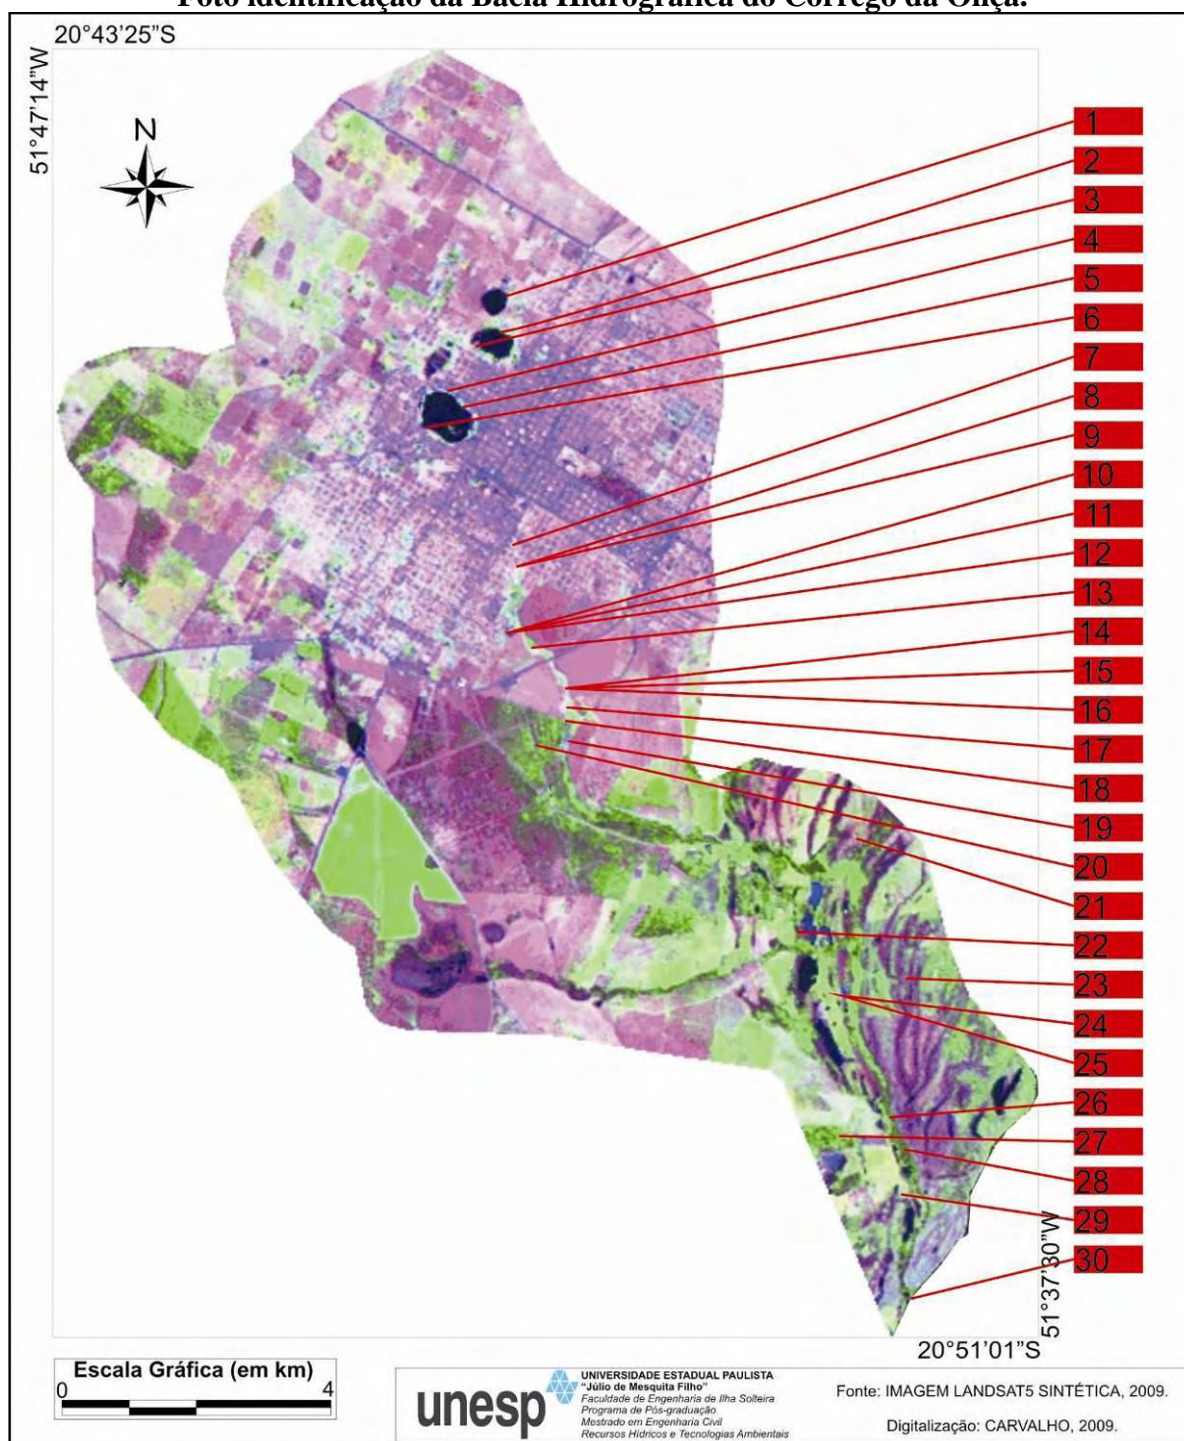 Foto identificação da Bacia Hidrográfica do Córrego da Onça.
20°43'25"S
51°47'14"W
N
1
2
3
4
5
6
7
8
9
10
11
12
13
14
15
16
17
18
19
20
21
22
23
24
25
26
27
28
29
30
51°37'30"W
20°51'01"S
Escala Gráfica (em km)
0 4
unesp
UNIVERSIDADE ESTADUAL PAULISTA
"Júlio de Mesquita Filho"
Faculdade de Engenharia de Ilha Solteira
Programa de Pós-graduação
Mestrado em Engenharia Civil
Recursos Hídricos e Tecnologias Ambientais
Fonte: IMAGEM LANDSAT5 SINTÉTICA, 2009.
Digitalização: CARVALHO, 2009.